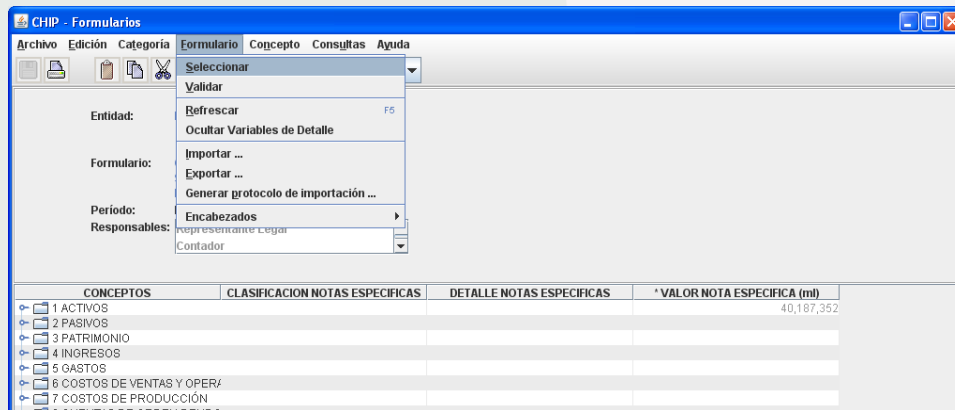 CHIP - Formularios
Archivo Edición Categoría Formulario Concepto Consultas Ayuda
Seleccionar
Validar
Refrescar F5
Ocultar Variables de Detalle
Importar ...
Exportar ...
Generar protocolo de importación ...
Encabezados
Entidad:
Formulario:
Período:
Responsables: Representante Legal
Contador
CONCEPTOS CLASIFICACION NOTAS ESPECIFICAS DETALLE NOTAS ESPECIFICAS * VALOR NOTA ESPECIFICA (ml)
1 ACTIVOS 40,187,352
2 PASIVOS
3 PATRIMONIO
4 INGRESOS
5 GASTOS
6 COSTOS DE VENTAS Y OPERA
7 COSTOS DE PRODUCCIÓN